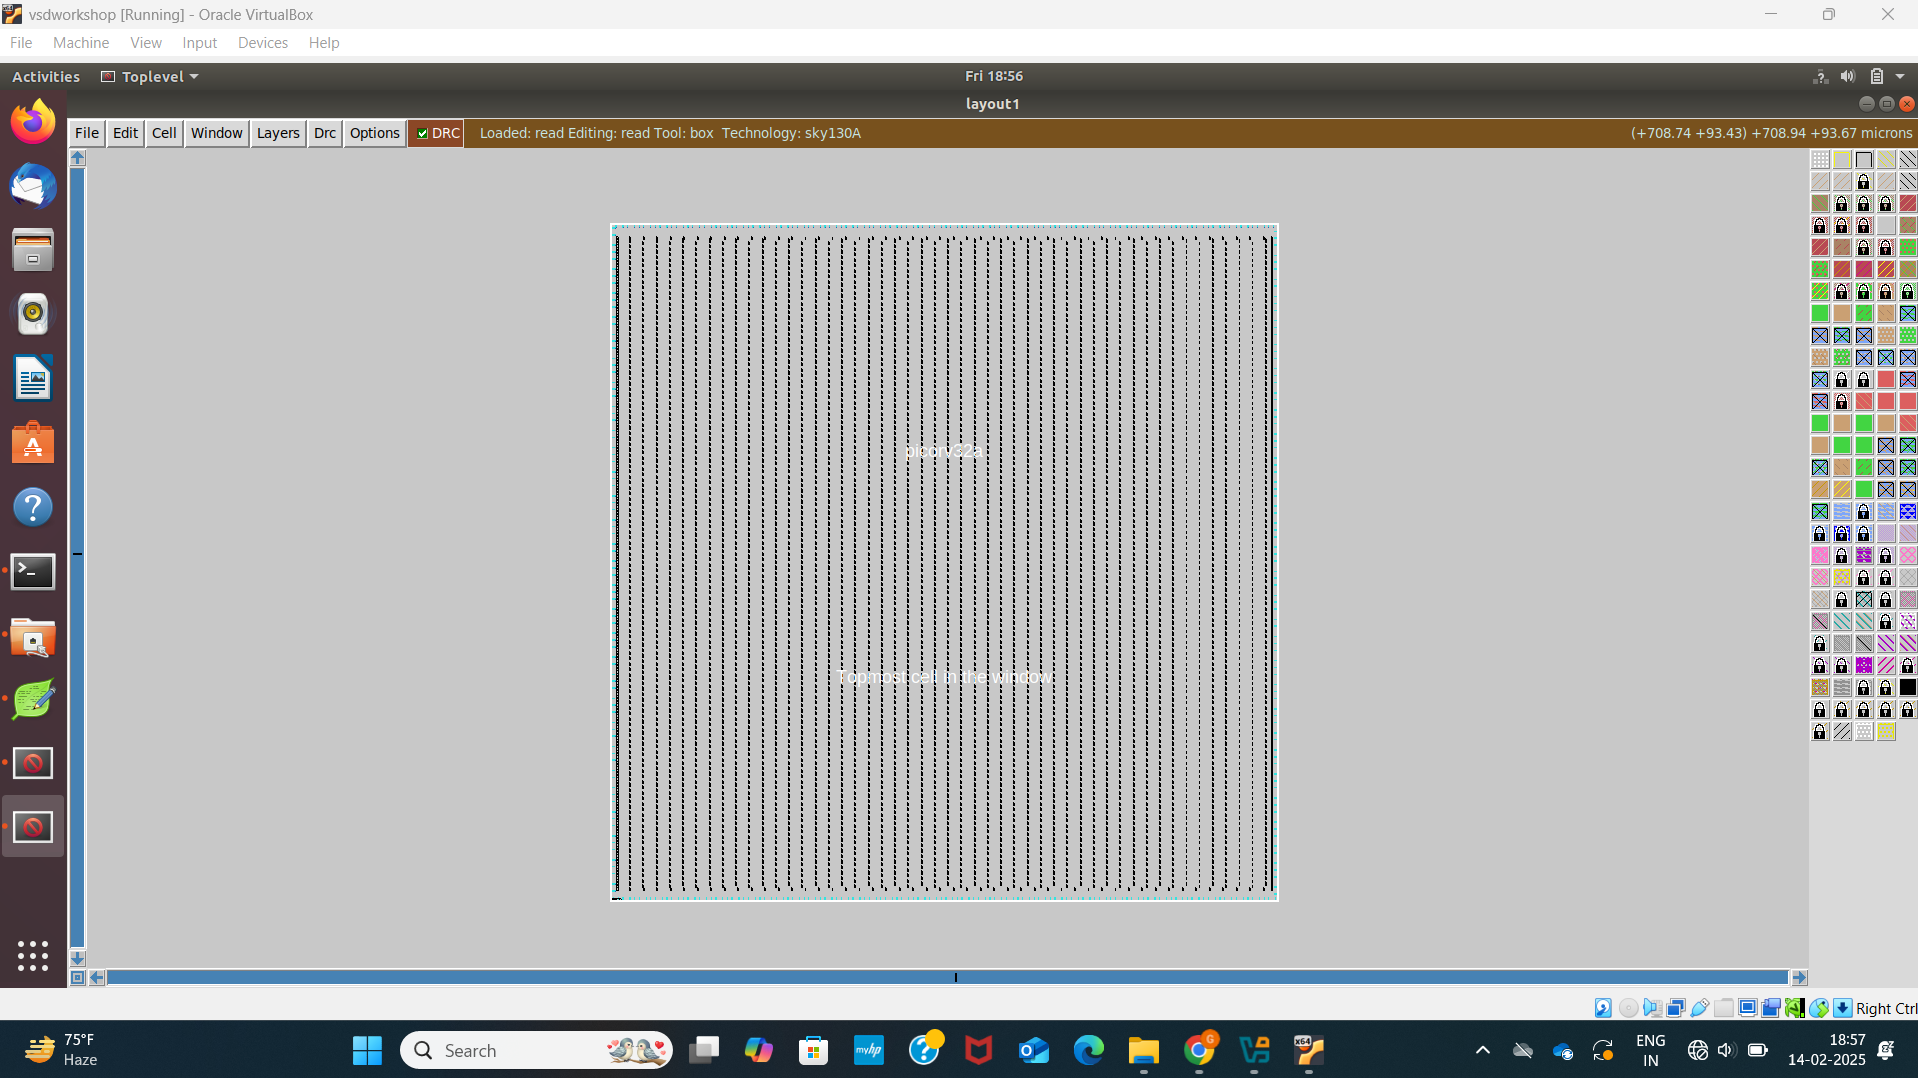 vsdworkshop [Running] - Oracle VirtualBox
File Machine View Input Devices Help
Activities Toplevel Fri 18:56
layout1
File Edit Cell Window Layers Drc Options DRC Loaded: read Editing: read Tool: box Technology: sky130A (+708.74 +93.43) +708.94 +93.67 microns
picorv32a
Topmost cell in the window
Right Ctrl
75°F
Haze
Search
myhp
G
x64
ENG
IN
18:57
14-02-2025